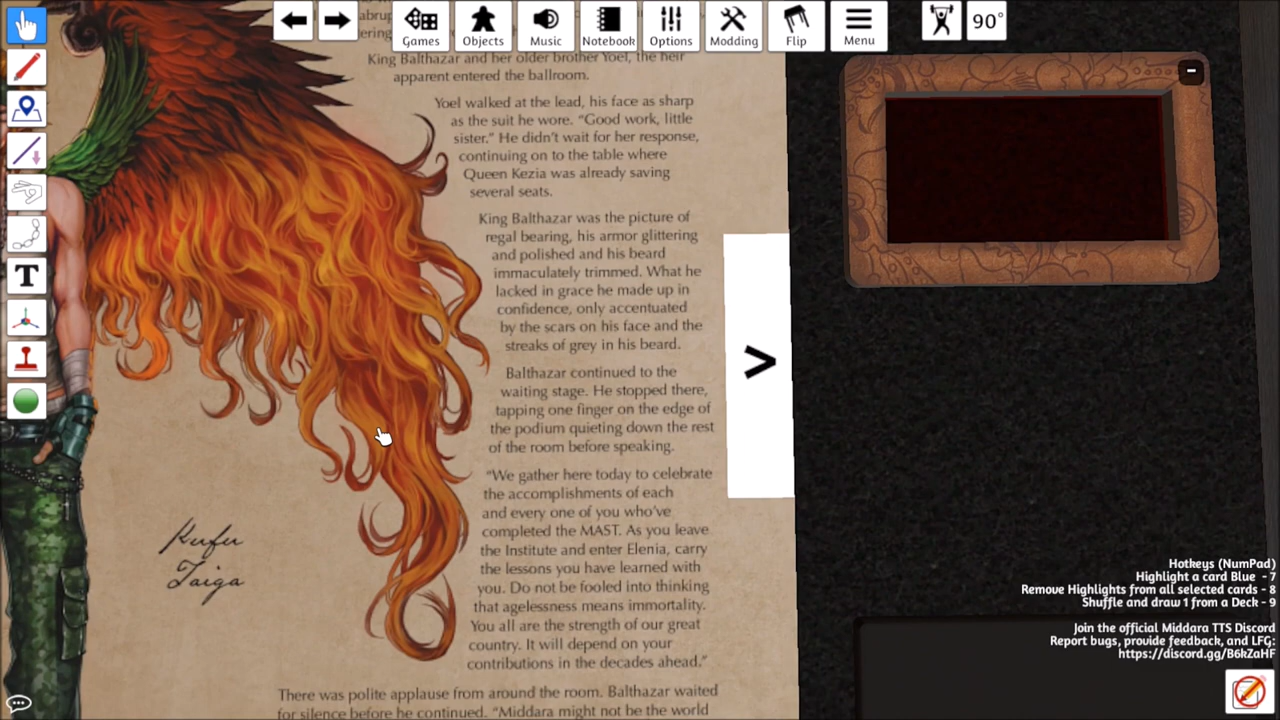 Games
Objects
Music
Notebook
Options
Modding
Flip
Menu
90°
King Balthazar and her older brother Yoel, the heir
apparent entered the ballroom.
Yoel walked at the lead, his face as sharp
as the suit he wore. “Good work, little
sister.” He didn’t wait for her response,
continuing on to the table where
Queen Kezia was already saving
several seats.
King Balthazar was the picture of
regal bearing, his armor glittering
and polished and his beard
immaculately trimmed. What he
lacked in grace he made up in
confidence, only accentuated
by the scars on his face and the
streaks of grey in his beard.
Balthazar continued to the
waiting stage. He stopped there,
tapping one finger on the edge of
the podium quieting down the rest
of the room before speaking.
“We gather here today to celebrate
the accomplishments of each
and every one of you who’ve
completed the MAST. As you leave
the Institute and enter Elenia, carry
the lessons you have learned with
you. Do not be fooled into thinking
that agelessness means immortality.
You all are the strength of our great
country. It will depend on your
contributions in the decades ahead.”
There was polite applause from around the room. Balthazar waited
for silence before he continued. “Middara might not be the world
Kufu
Taiga
>
T
-
Hotkeys (NumPad)
Highlight a card Blue - 7
Remove Highlights from all selected cards - 8
Shuffle and draw 1 from a Deck - 9
Join the official Middara TTS Discord
Report bugs, provide feedback, and LFG:
https://discord.gg/B6kZaHF